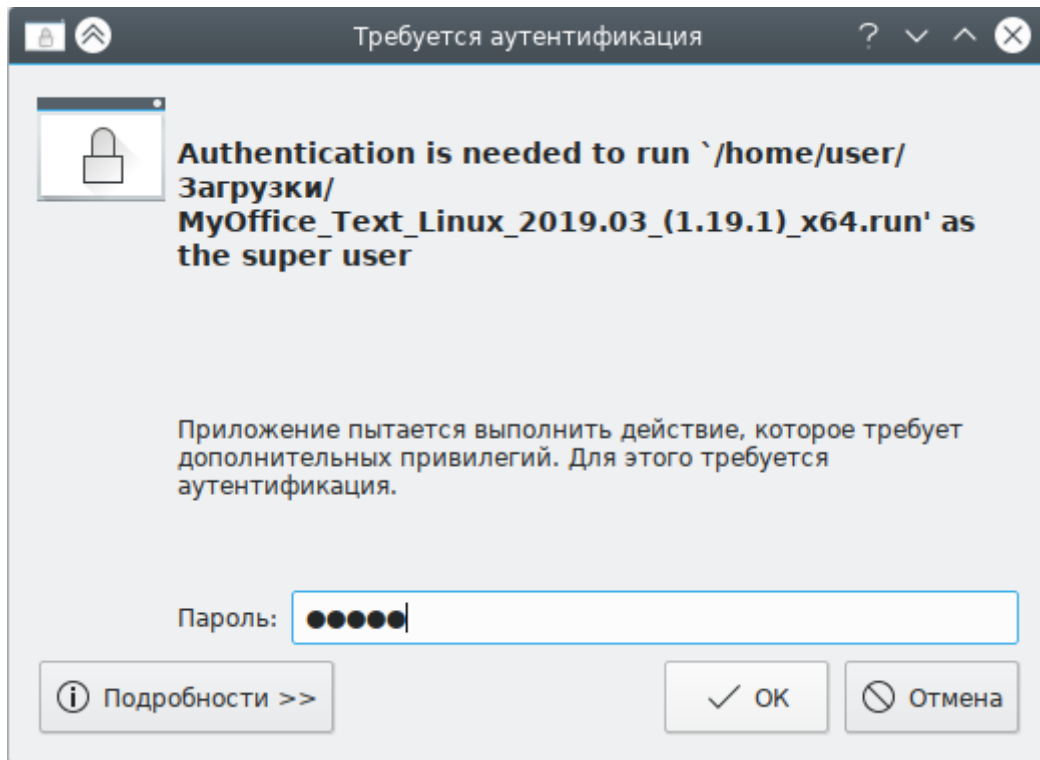 Требуется аутентификация
Authentication is needed to run `/home/user/
Загрузки/
MyOffice_Text_Linux_2019.03_(1.19.1)_x64.run' as
the super user
Приложение пытается выполнить действие, которое требует
дополнительных привилегий. Для этого требуется
аутентификация.
Пароль: ●●●●●
Подробности >>
ОК
Отмена